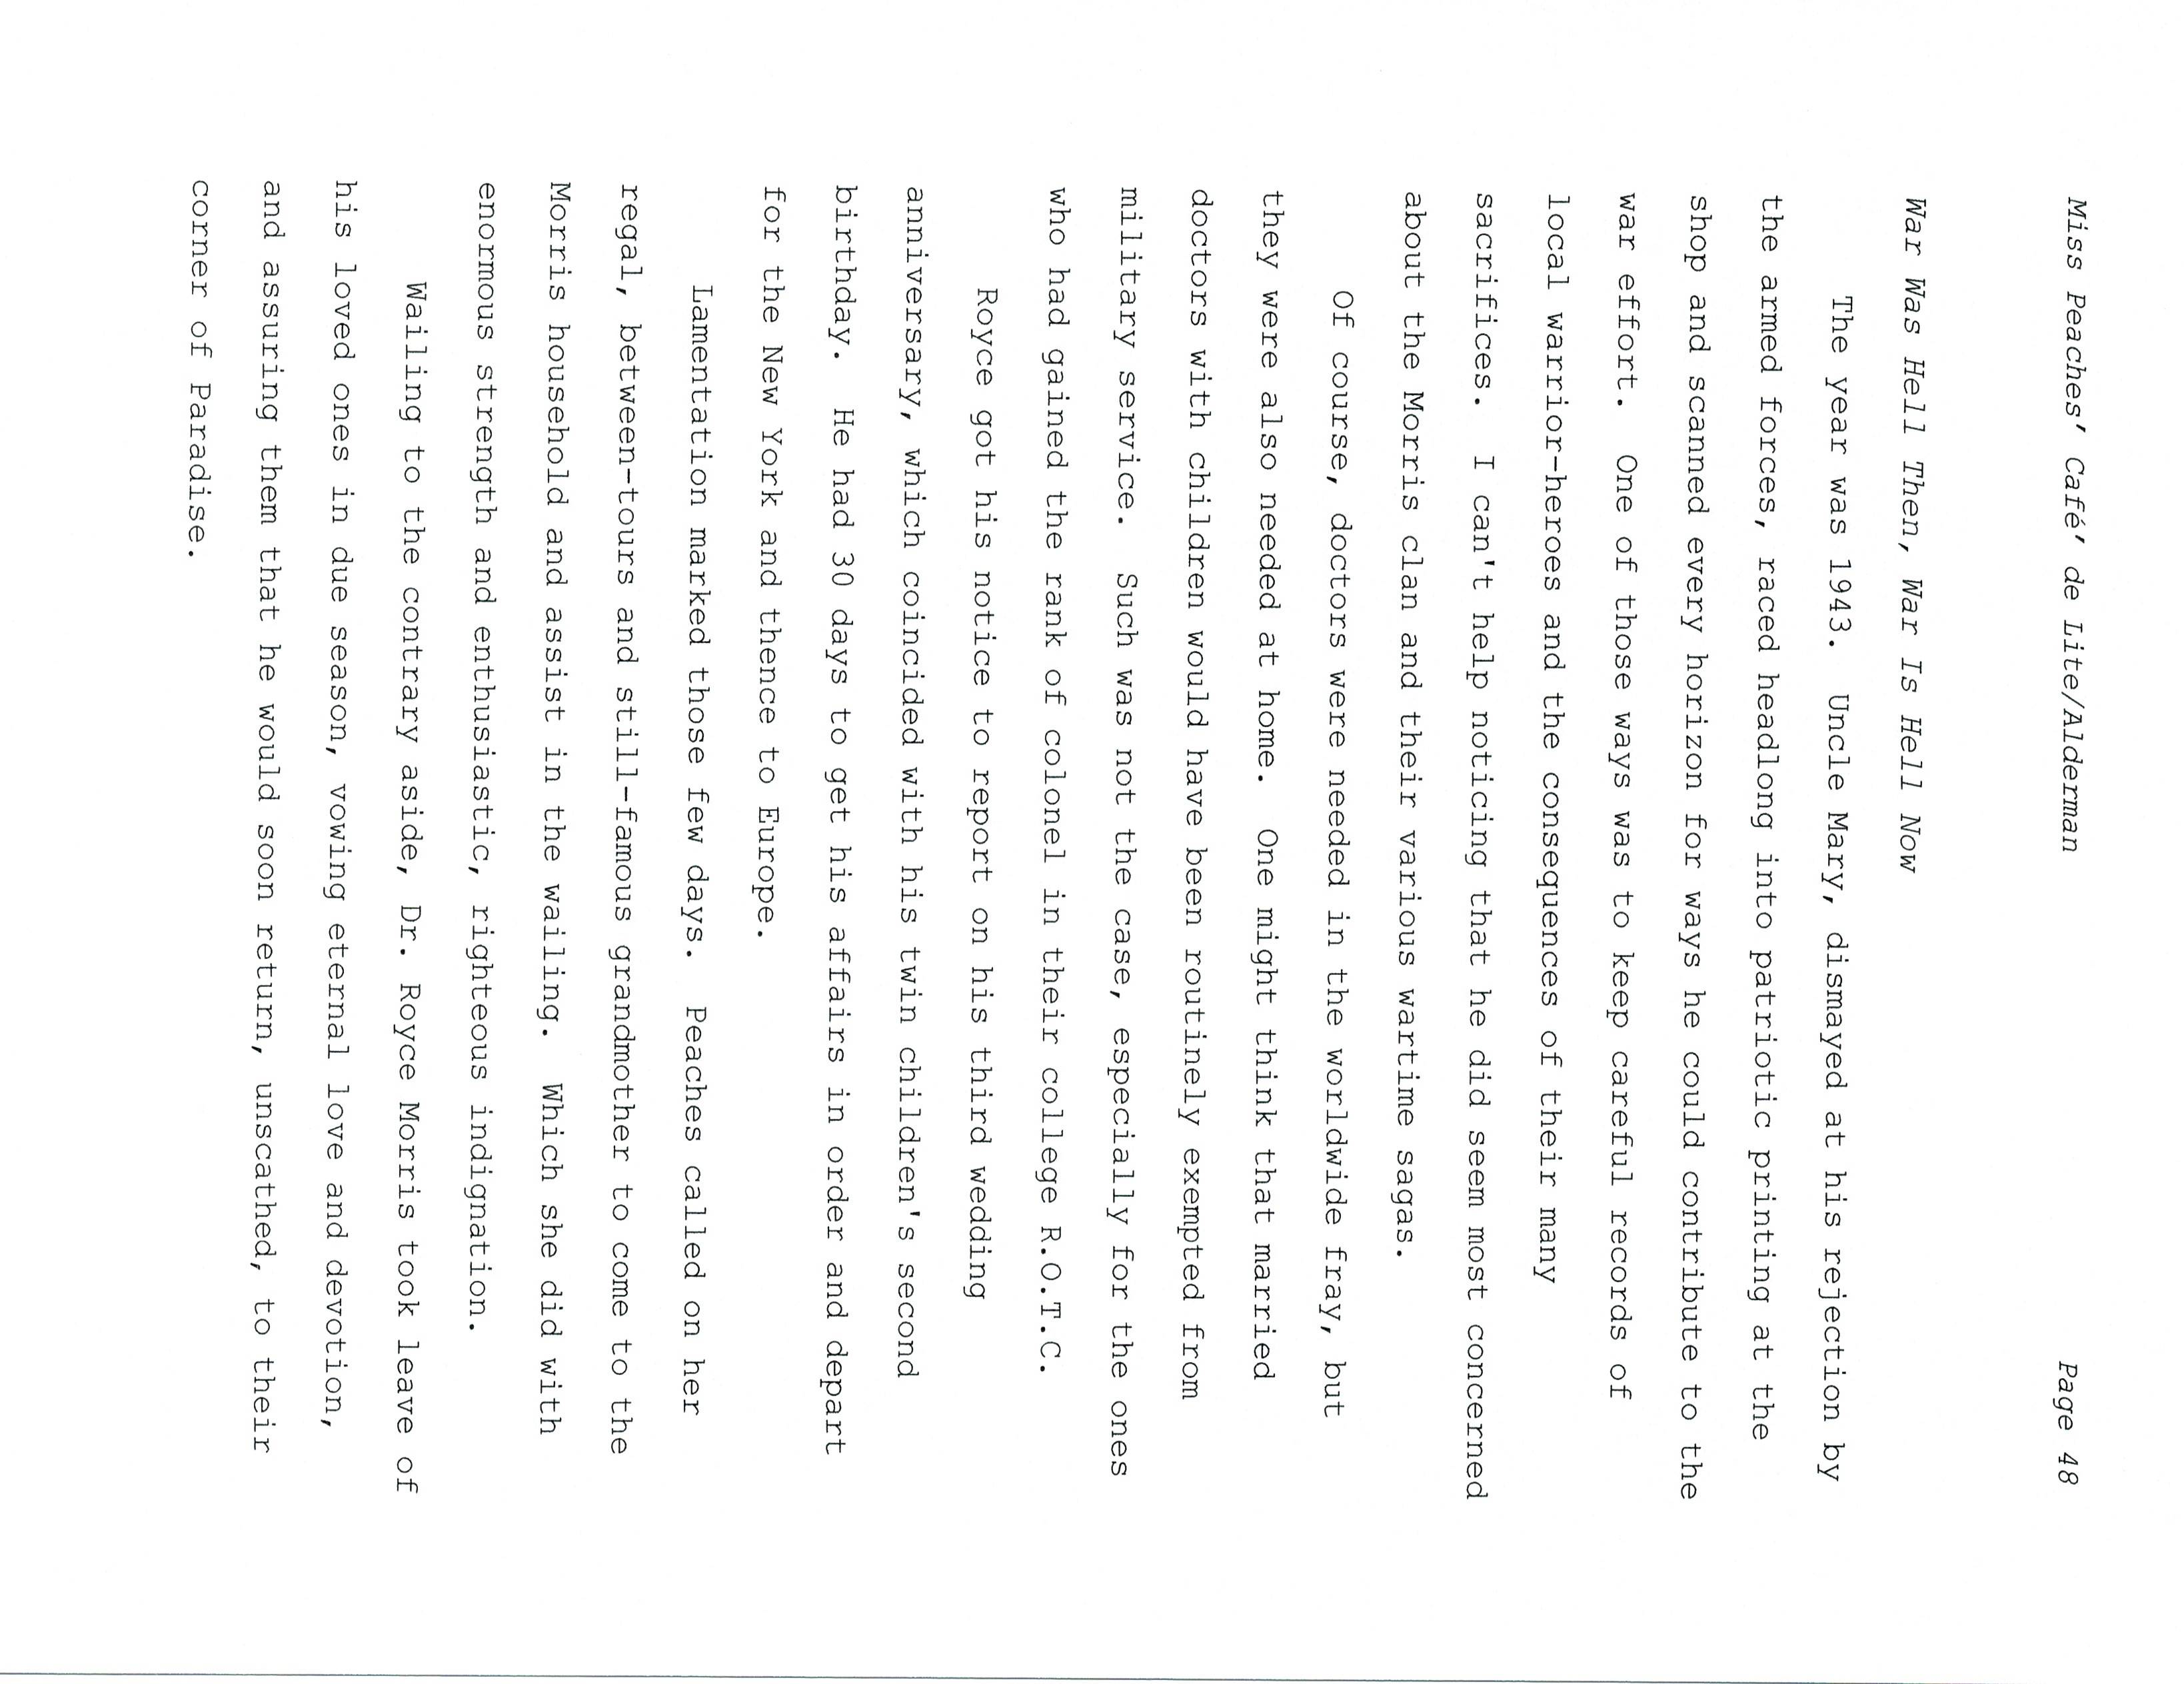 Miss Peaches' Café' de Lite/Alderman Page 48
War Was Hell Then, War Is Hell Now
The year was 1943. Uncle Mary, dismayed at his rejection by
the armed forces, raced headlong into patriotic printing at the
shop and scanned every horizon for ways he could contribute to the
war effort. One of those ways was to keep careful records of
local warrior-heroes and the consequences of their many
sacrifices. I can't help noticing that he did seem most concerned
about the Morris clan and their various wartime sagas.
Of course, doctors were needed in the worldwide fray, but
they were also needed at home. One might think that married
doctors with children would have been routinely exempted from
military service. Such was not the case, especially for the ones
who had gained the rank of colonel in their college R.O.T.C.
Royce got his notice to report on his third wedding
anniversary, which coincided with his twin children's second
birthday. He had 30 days to get his affairs in order and depart
for the New York and thence to Europe.
Lamentation marked those few days. Peaches called on her
regal, between-tours and still-famous grandmother to come to the
Morris household and assist in the wailing. Which she did with
enormous strength and enthusiastic, righteous indignation.
Wailing to the contrary aside, Dr. Royce Morris took leave of
his loved ones in due season, vowing eternal love and devotion,
and assuring them that he would soon return, unscathed, to their
corner of Paradise.